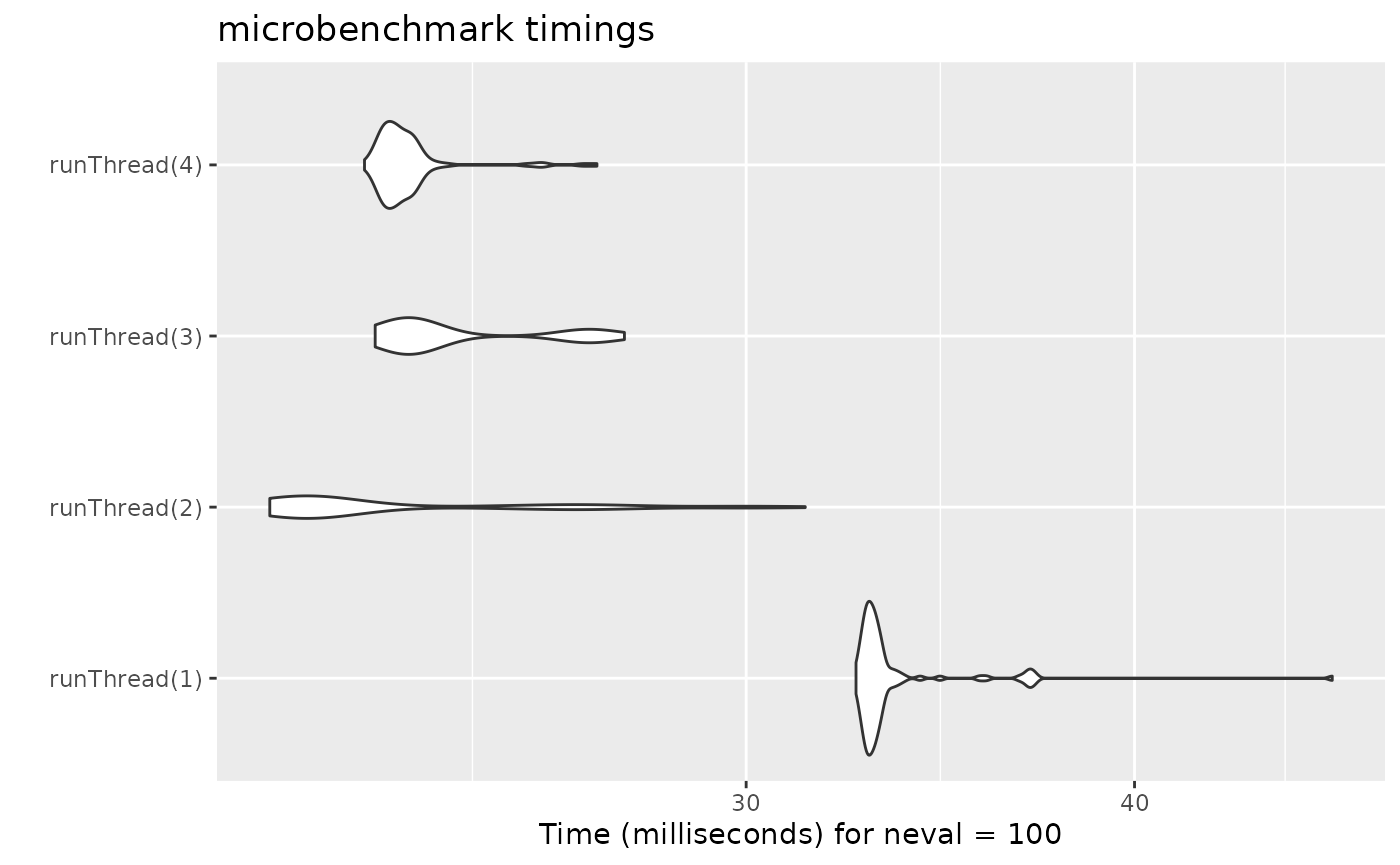 microbenchmark timings
runThread(4)
runThread(3)
runThread(2)
runThread(1)
30 40
Time (milliseconds) for neval = 100